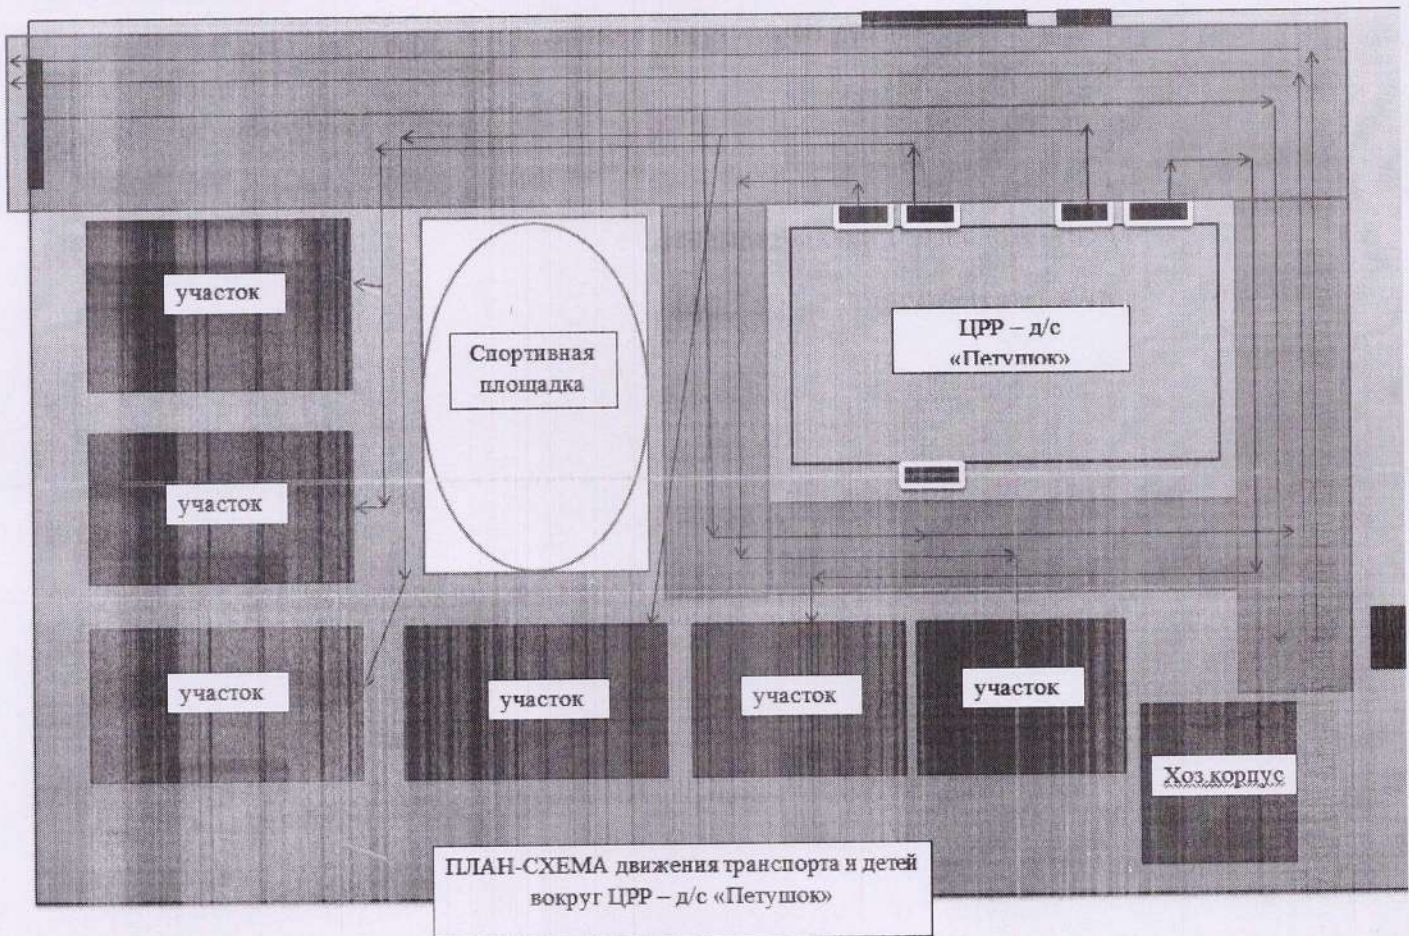 участок
Спортивная
площадка
ЦРР – д/с
«Петушок»
участок
участок
участок
участок
участок
Хоз.корпус
ПЛАН-СХЕМА движения транспорта и детей
вокруг ЦРР – д/с «Петушок»